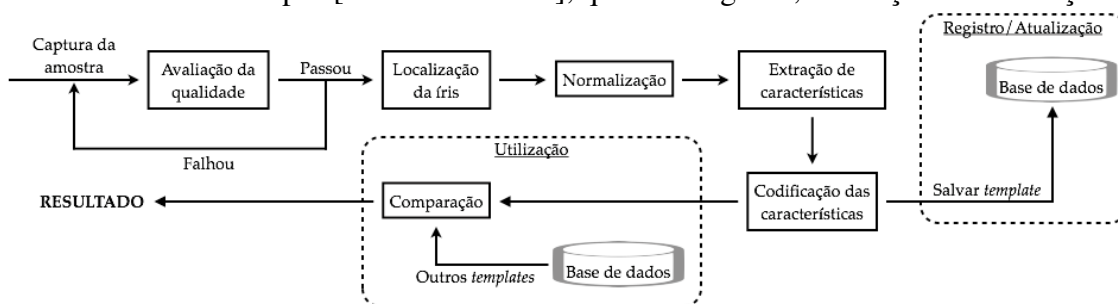 Captura da
amostra
Avaliação da
qualidade
Passou
Falhou
Localização
da íris
Normalização
Extração de
características
Registro/Atualização
Base de dados
Salvar template
Codificação das
características
Utilização
Comparação
Outros templates
Base de dados
RESULTADO